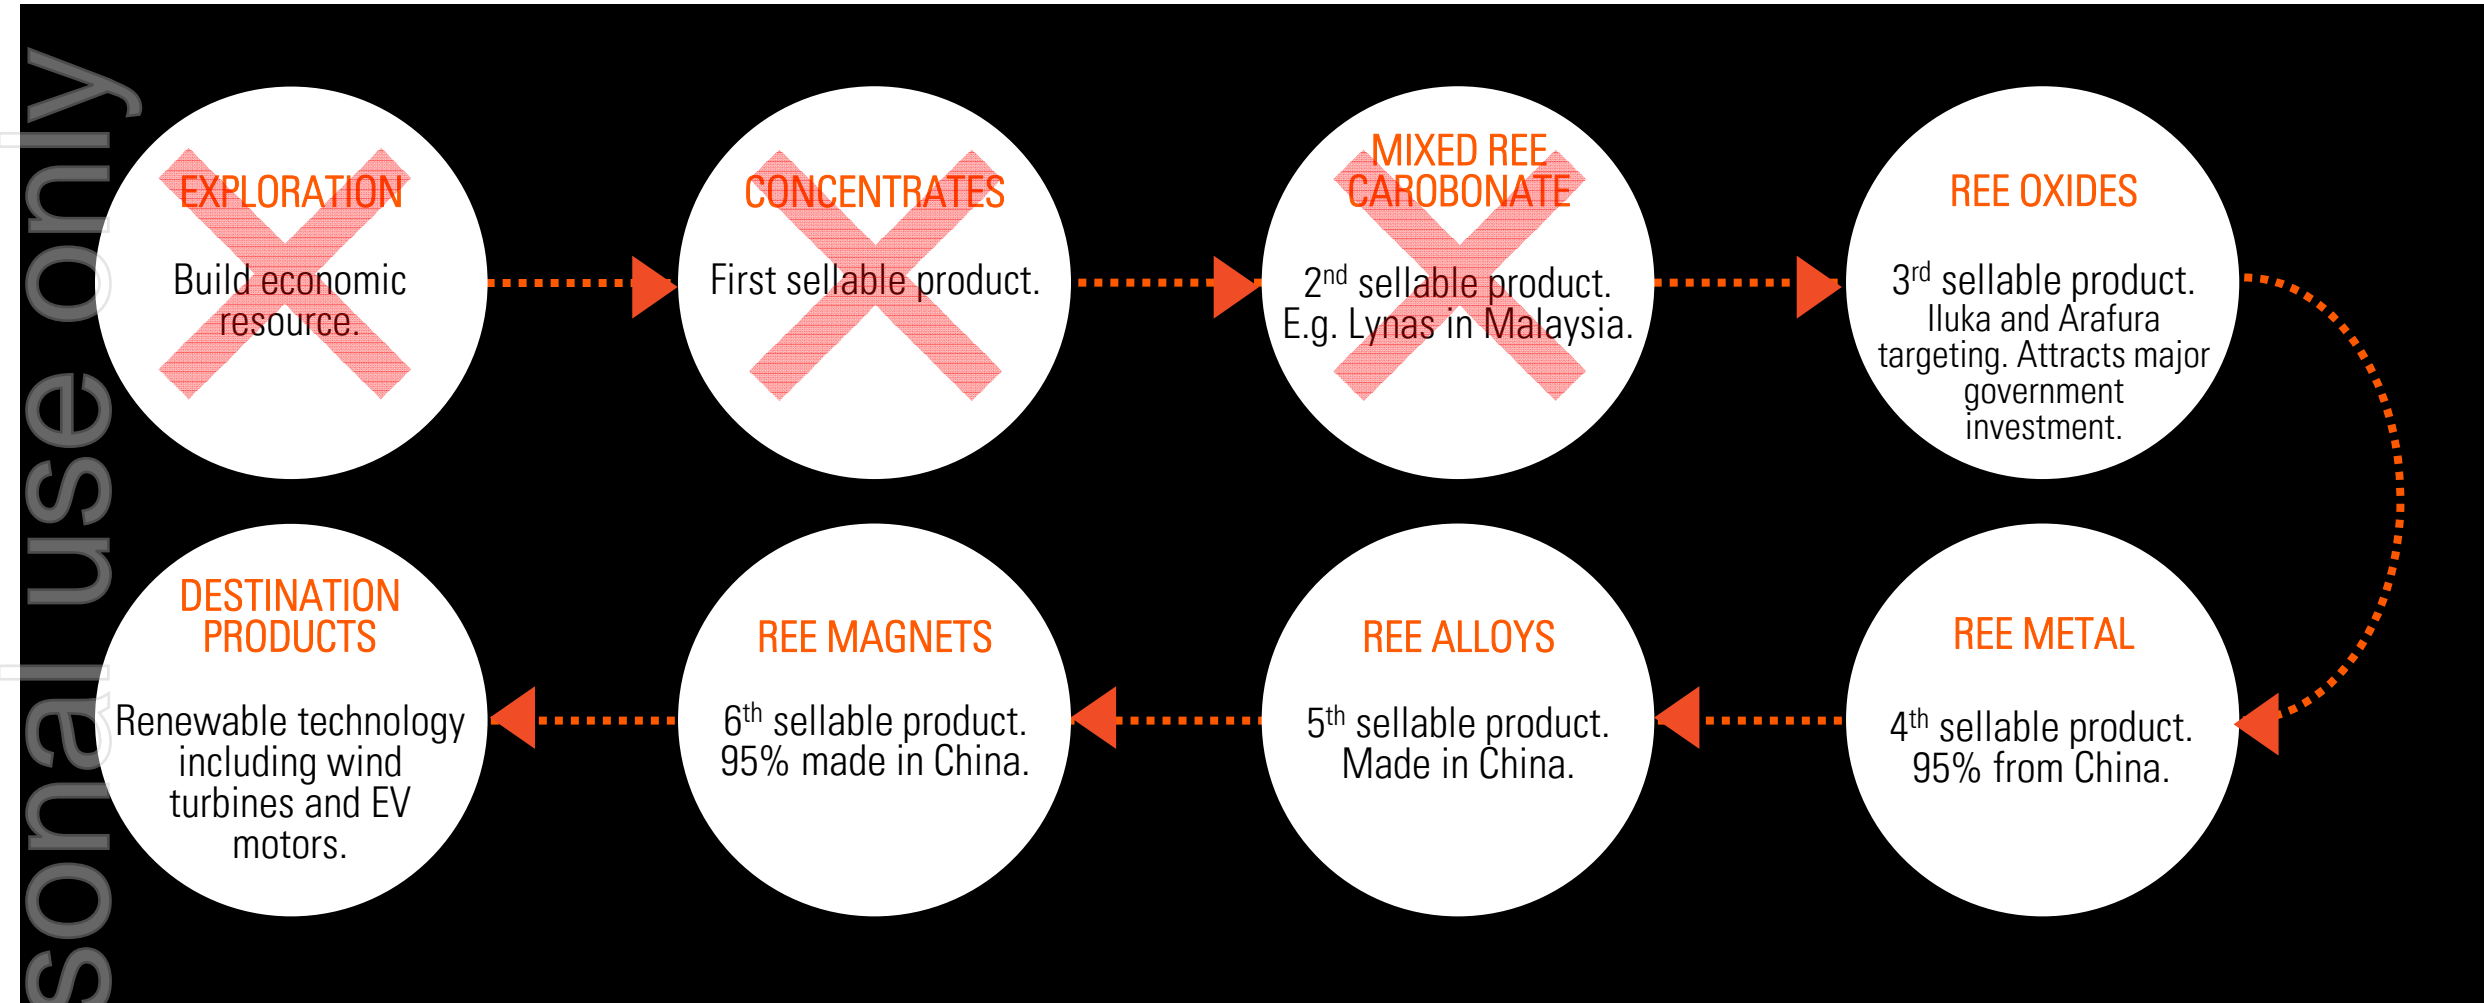 sonal use only
EXPLORATION
Build economic
resource.
CONCENTRATES
First sellable product.
MIXED REE
CAROBONATE
2nd sellable product.
E.g. Lynas in Malaysia.
REE OXIDES
3rd sellable product.
Iluka and Arafura
targeting. Attracts major
government
investment.
REE METAL
4th sellable product.
95% from China.
REE ALLOYS
5th sellable product.
Made in China.
REE MAGNETS
6th sellable product.
95% made in China.
DESTINATION
PRODUCTS
Renewable technology
including wind
turbines and EV
motors.